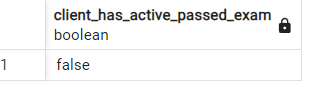 client_has_active_passed_exam
boolean
1 false